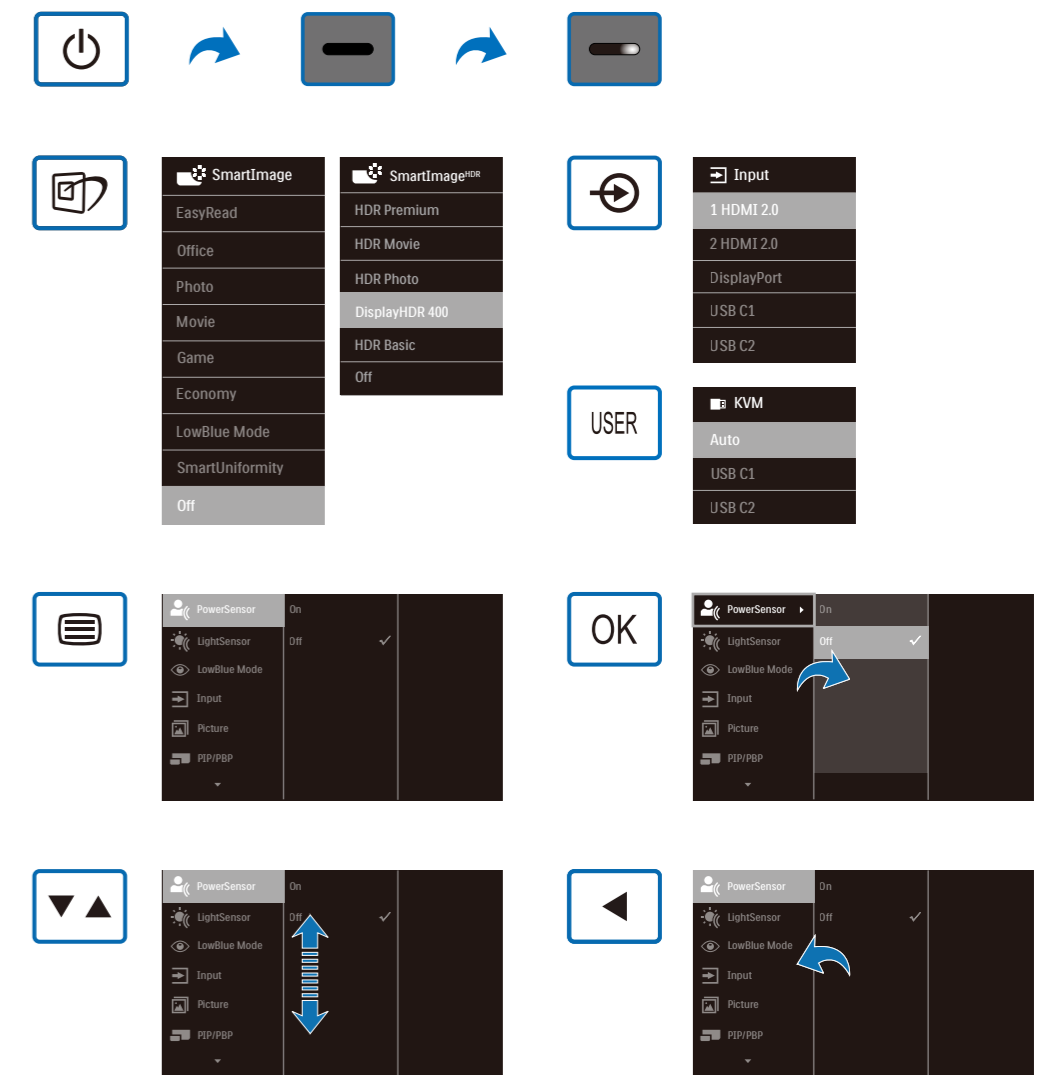 SmartImage
EasyRead
Office
Photo
Movie
Game
Economy
LowBlue Mode
SmartUniformity
Off
SmartImageHDR
HDR Premium
HDR Movie
HDR Photo
DisplayHDR 400
HDR Basic
Off
Input
1 HDMI 2.0
2 HDMI 2.0
DisplayPort
USB C1
USB C2
USER
KVM
Auto
USB C1
USB C2
PowerSensor On
LightSensor Off
LowBlue Mode
Input
Picture
PIP/PBP
OK
PowerSensor On
LightSensor Off
LowBlue Mode
Input
Picture
PIP/PBP
PowerSensor On
LightSensor Off
LowBlue Mode
Input
Picture
PIP/PBP
PowerSensor On
LightSensor Off
LowBlue Mode
Input
Picture
PIP/PBP